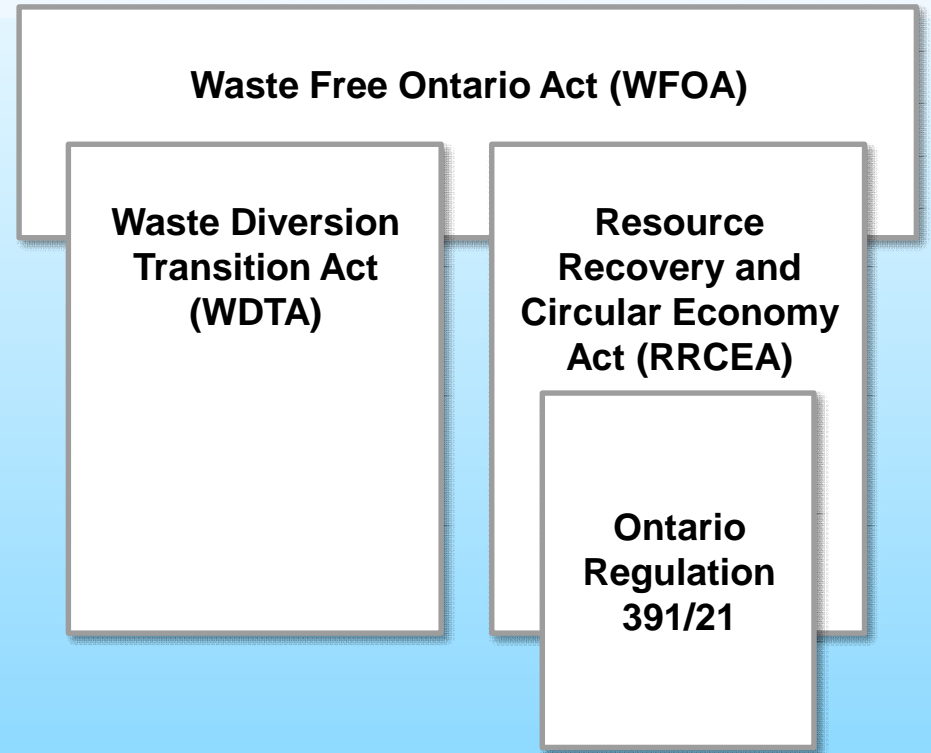 Waste Free Ontario Act (WFOA)
Waste Diversion
Transition Act
(WDTA)
Resource
Recovery and
Circular Economy
Act (RRCEA)
Ontario
Regulation
391/21